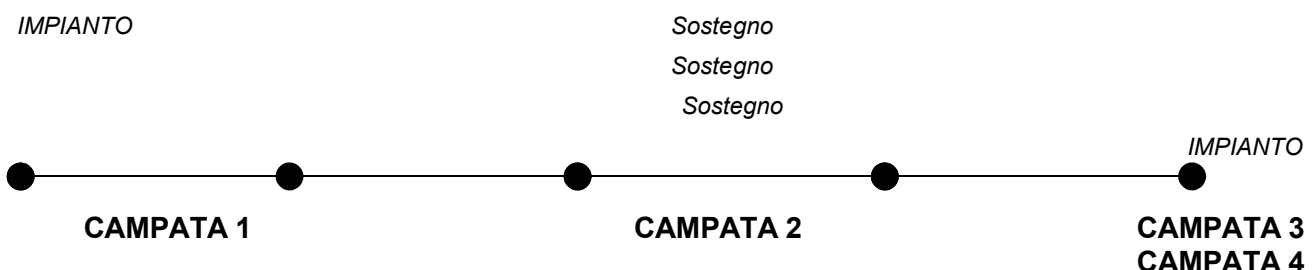 IMPIANTO Sostegno
Sostegno
Sostegno
IMPIANTO
CAMPATA 1 CAMPATA 2 CAMPATA 3
CAMPATA 4